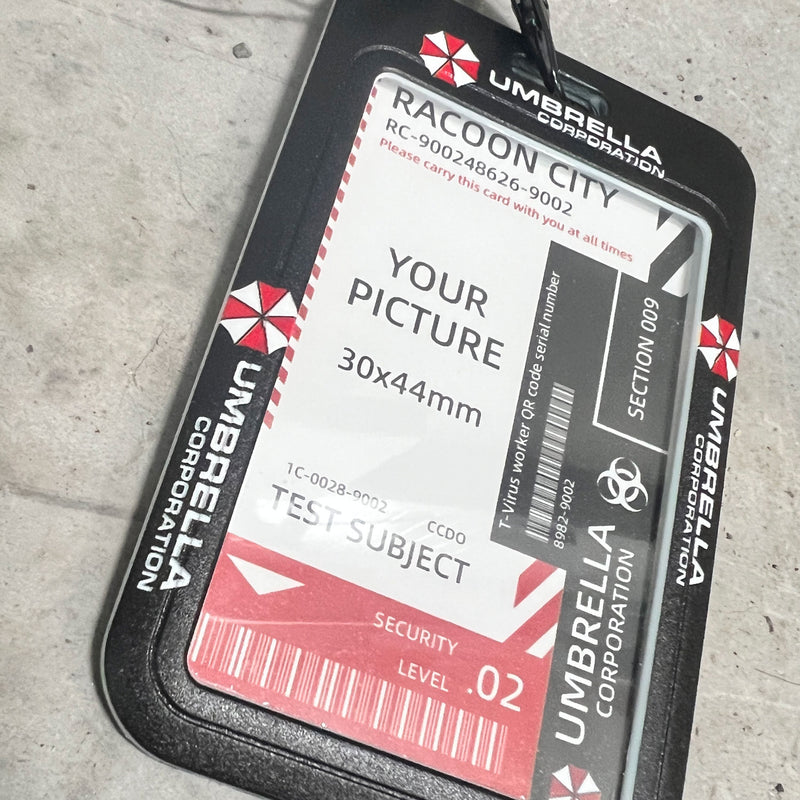 UMBRELLA
CORPORATION
RACOON CITY
RC-900248626-9002
Please carry this card with you at all times
YOUR
PICTURE
30x44mm
T-Virus worker QR code serial number
8982-9002
SECTION 009
1C-0028-9002
CCDO
TEST SUBJECT
SECURITY
LEVEL .02
UMBRELLA
CORPORATION
UMBRELLA
CORPORATION
UMBRELLA
CORPORATION